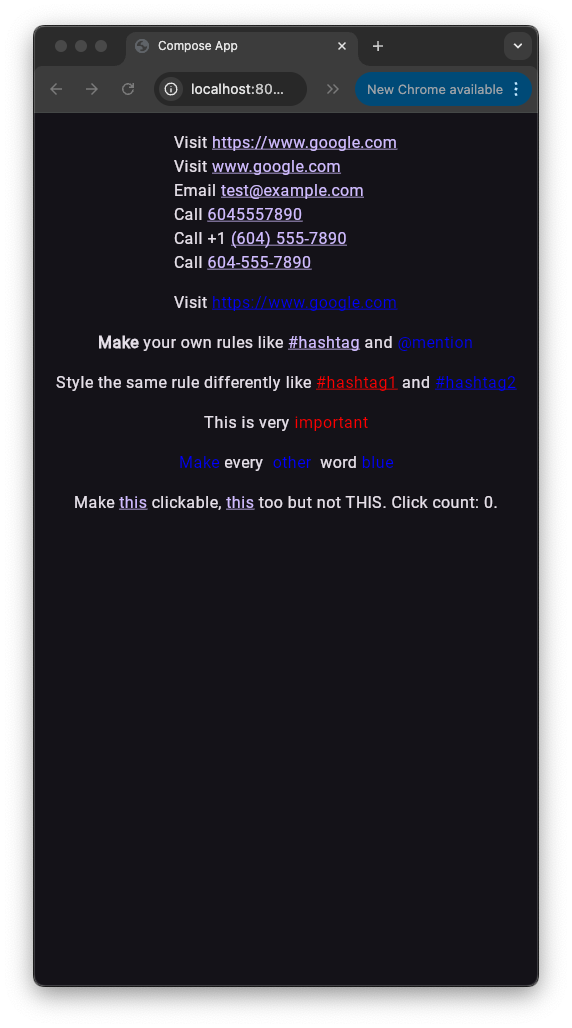 Compose App
localhost:80...
New Chrome available
Visit https://www.google.com
Visit www.google.com
Email test@example.com
Call 6045557890
Call +1 (604) 555-7890
Call 604-555-7890
Visit https://www.google.com
Make your own rules like #hashtag and @mention
Style the same rule differently like #hashtag1 and #hashtag2
This is very important
Make every other word blue
Make this clickable, this too but not THIS. Click count: 0.